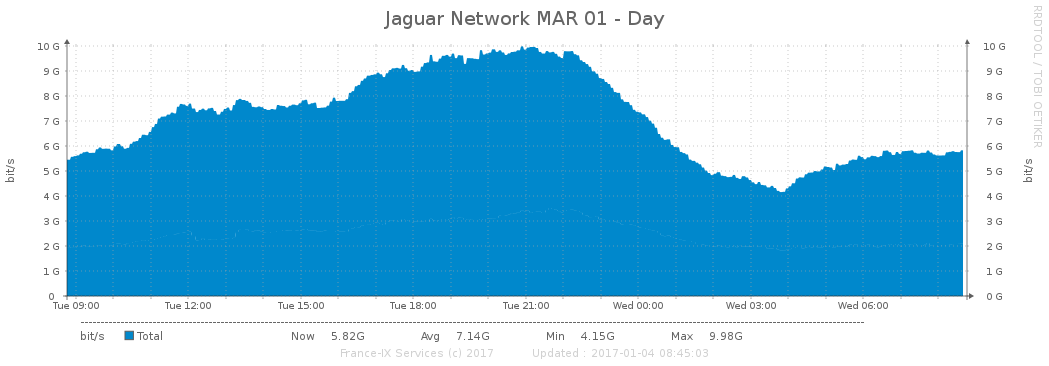 Jaguar Network MAR 01 - Day
RRDTOOL / TOBI OETIKER
bit/s
10 G
9 G
8 G
7 G
6 G
5 G
4 G
3 G
2 G
1 G
0
10 G
9 G
8 G
7 G
6 G
5 G
4 G
3 G
2 G
1 G
0 G
bit/s
Tue 09:00 Tue 12:00 Tue 15:00 Tue 18:00 Tue 21:00 Wed 00:00 Wed 03:00 Wed 06:00
bit/s Total Now 5.82G Avg 7.14G Min 4.15G Max 9.98G
France-IX Services (c) 2017 Updated : 2017-01-04 08:45:03